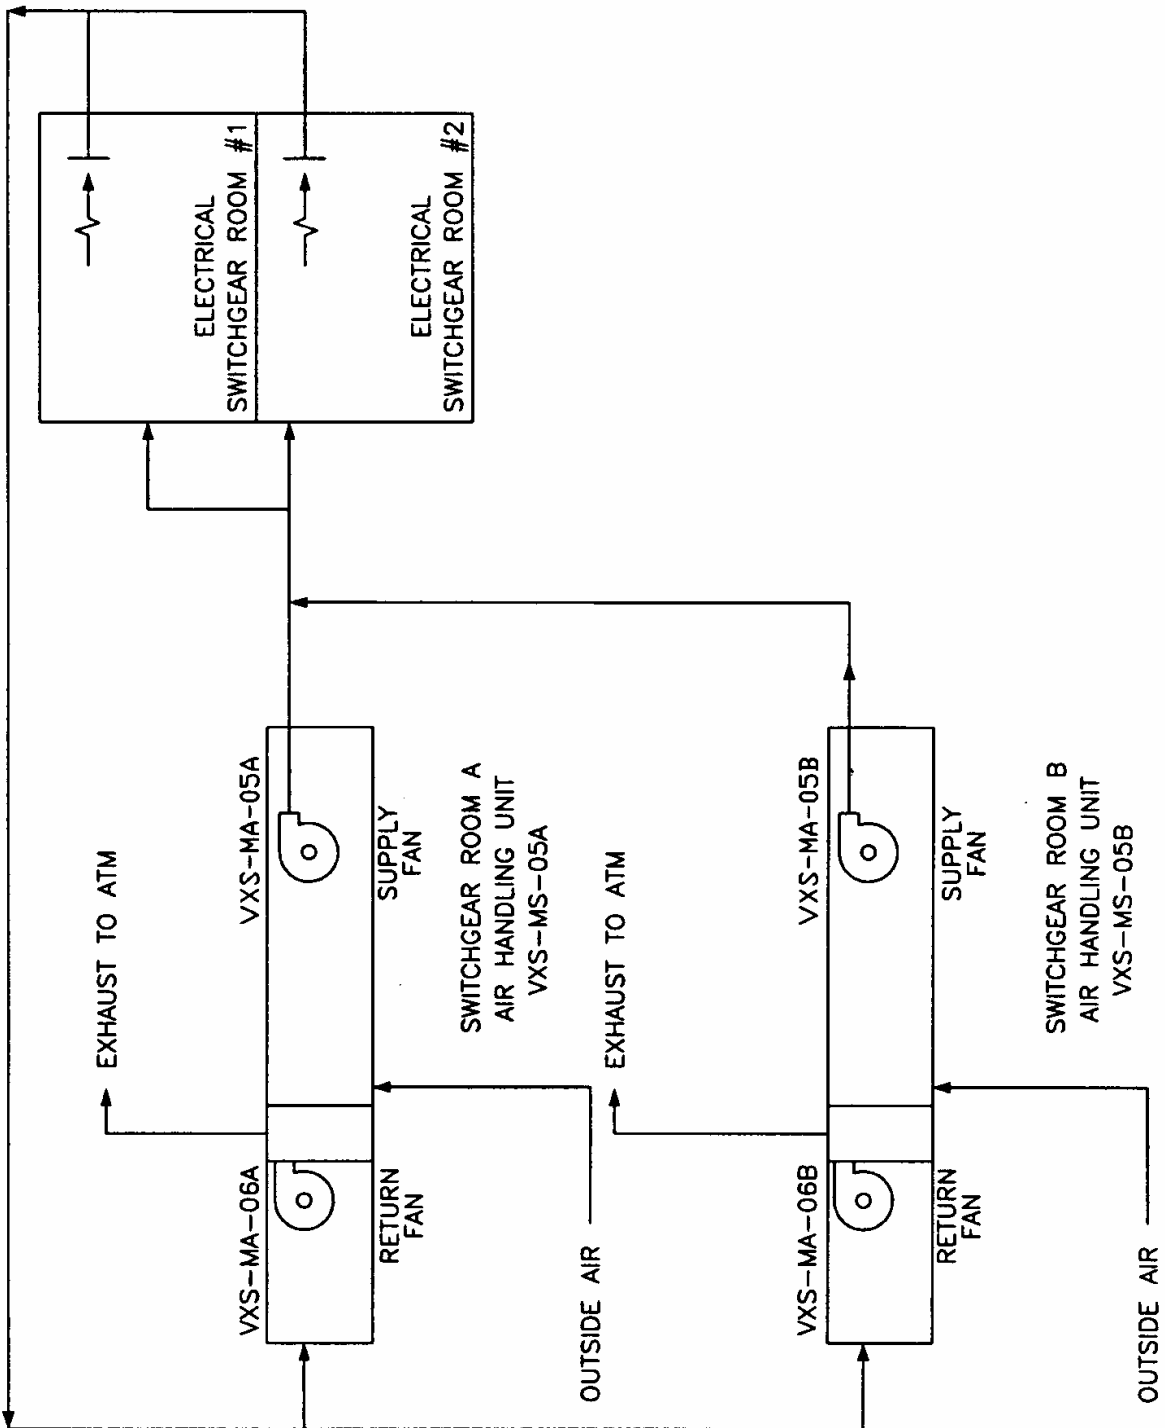 ELECTRICAL
SWITCHGEAR ROOM #1
ELECTRICAL
SWITCHGEAR ROOM #2
EXHAUST TO ATM
VXS-MA-06A
VXS-MA-05A
RETURN
FAN
SUPPLY
FAN
SWITCHGEAR ROOM A
AIR HANDLING UNIT
VXS-MS-05A
OUTSIDE AIR
EXHAUST TO ATM
VXS-MA-06B
VXS-MA-05B
RETURN
FAN
SUPPLY
FAN
SWITCHGEAR ROOM B
AIR HANDLING UNIT
VXS-MS-05B
OUTSIDE AIR